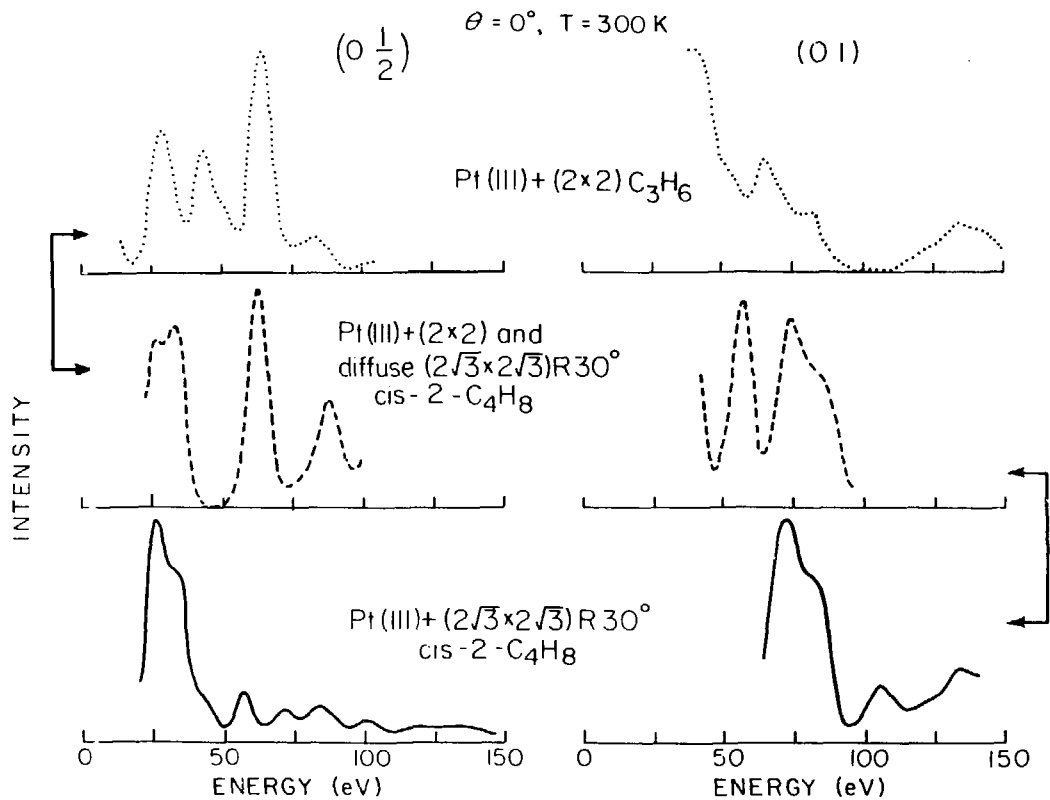 θ = 0°, T = 300 K
(0 1/2)
(0 1)
Pt(111) + (2×2) C₃H₆
Pt(111) + (2×2) and
diffuse (2√3 × 2√3)R30°
cis-2-C₄H₈
Pt(111) + (2√3 × 2√3)R30°
cis-2-C₄H₈
INTENSITY
0 50 100 150
ENERGY (eV)
0 50 100 150
ENERGY (eV)